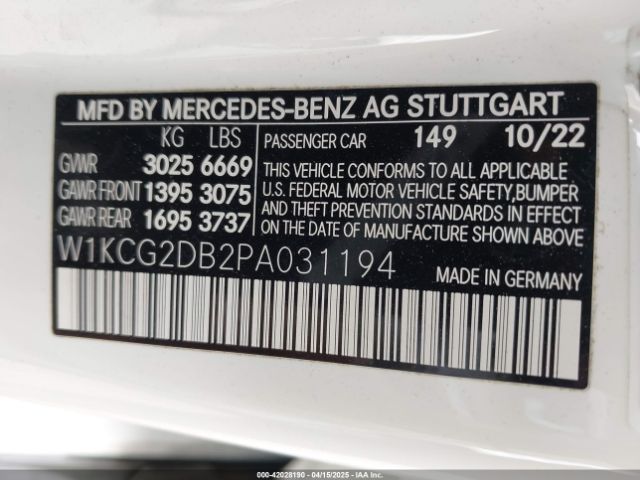 MFD BY MERCEDES-BENZ AG STUTTGART
KG LBS PASSENGER CAR 149 10/22
GVWR 3025 6669
GAWR FRONT 1395 3075
GAWR REAR 1695 3737
THIS VEHICLE CONFORMS TO ALL APPLICABLE
U.S. FEDERAL MOTOR VEHICLE SAFETY,BUMPER
AND THEFT PREVENTION STANDARDS IN EFFECT
ON THE DATE OF MANUFACTURE SHOWN ABOVE.
W1KCG2DB2PA031194 MADE IN GERMANY
000-42028190 - 04/15/2025 - IAAI.COM